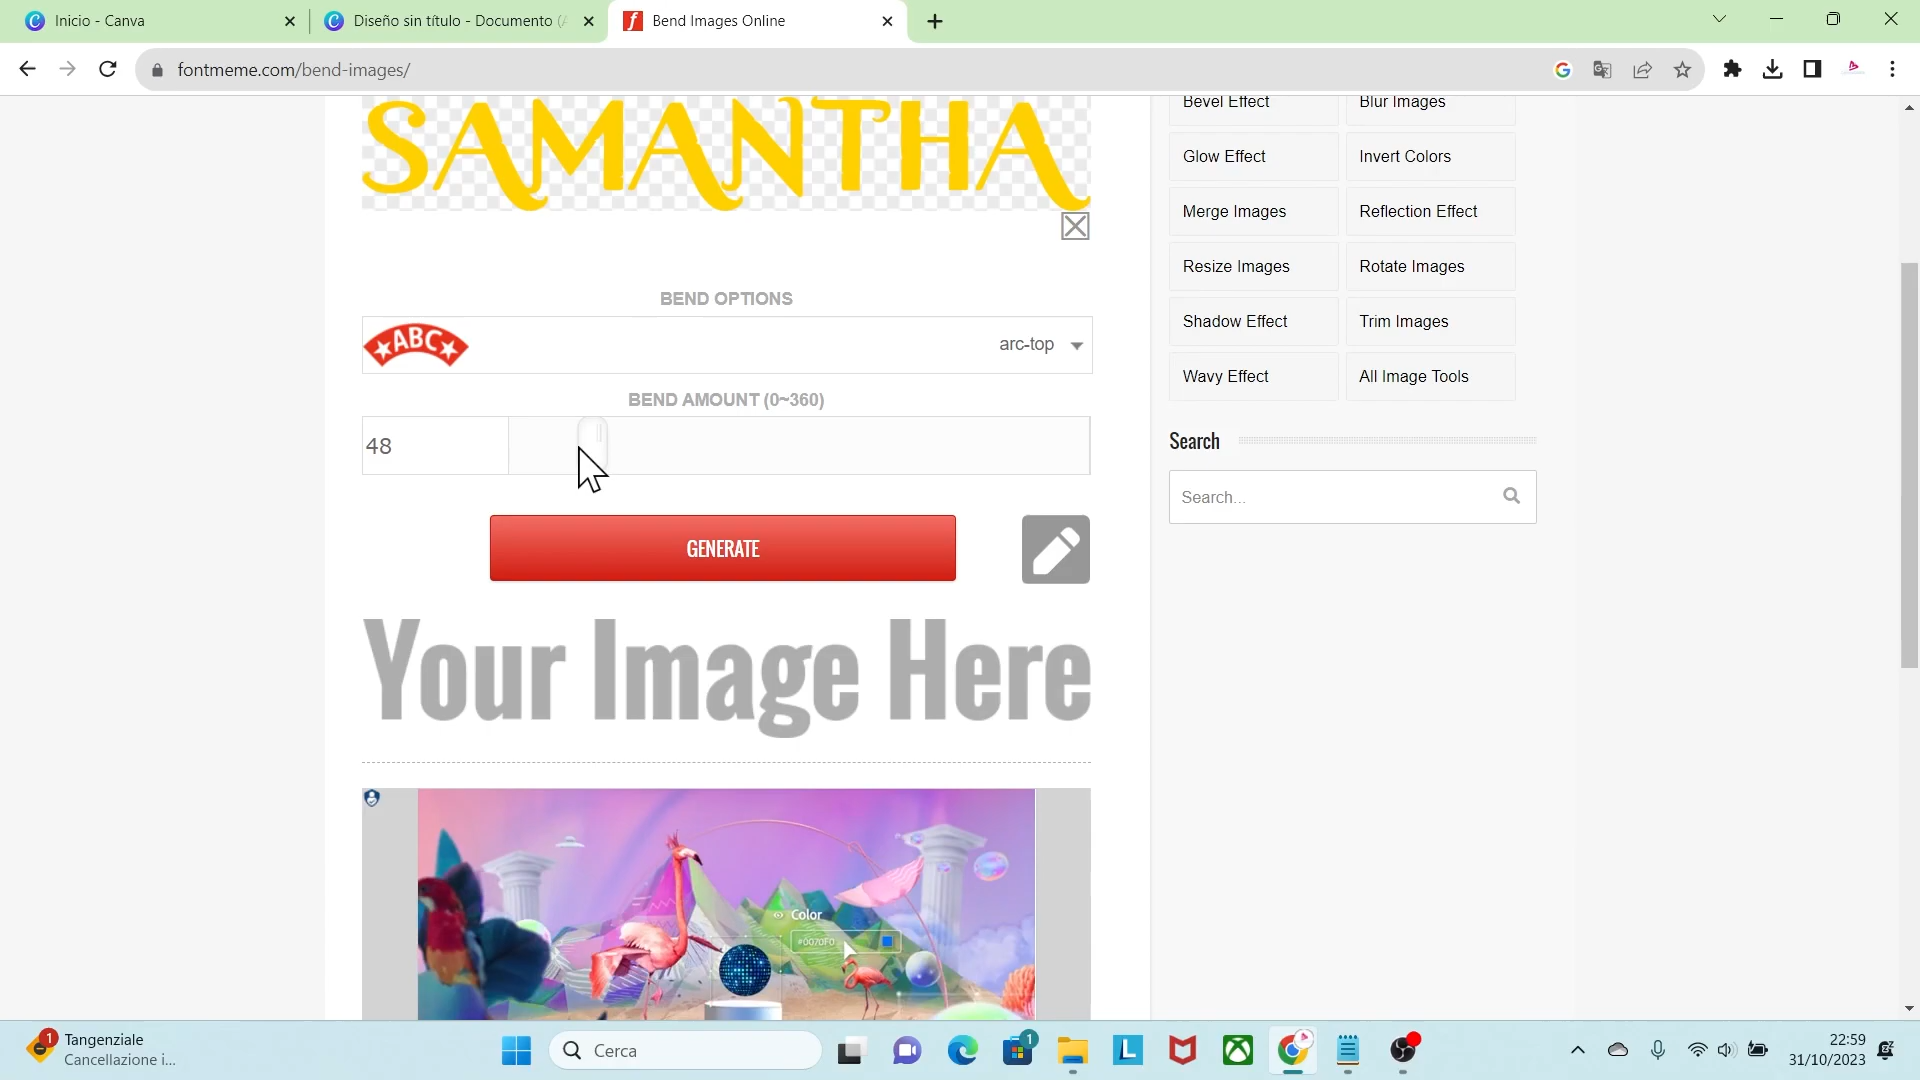 Inicio - Canva
Diseño sin título - Documento (A
Bend Images Online
fontmeme.com/bend-images/
SAMANTHA
BEND OPTIONS
ABC
arc-top
BEND AMOUNT (0~360)
48
GENERATE
Your Image Here
Color
#0070F0
Bevel Effect
Blur Images
Glow Effect
Invert Colors
Merge Images
Reflection Effect
Resize Images
Rotate Images
Shadow Effect
Trim Images
Wavy Effect
All Image Tools
Search
Search...
1
Tangenziale
Cancellazione i...
Cerca
1
22:59
31/10/2023